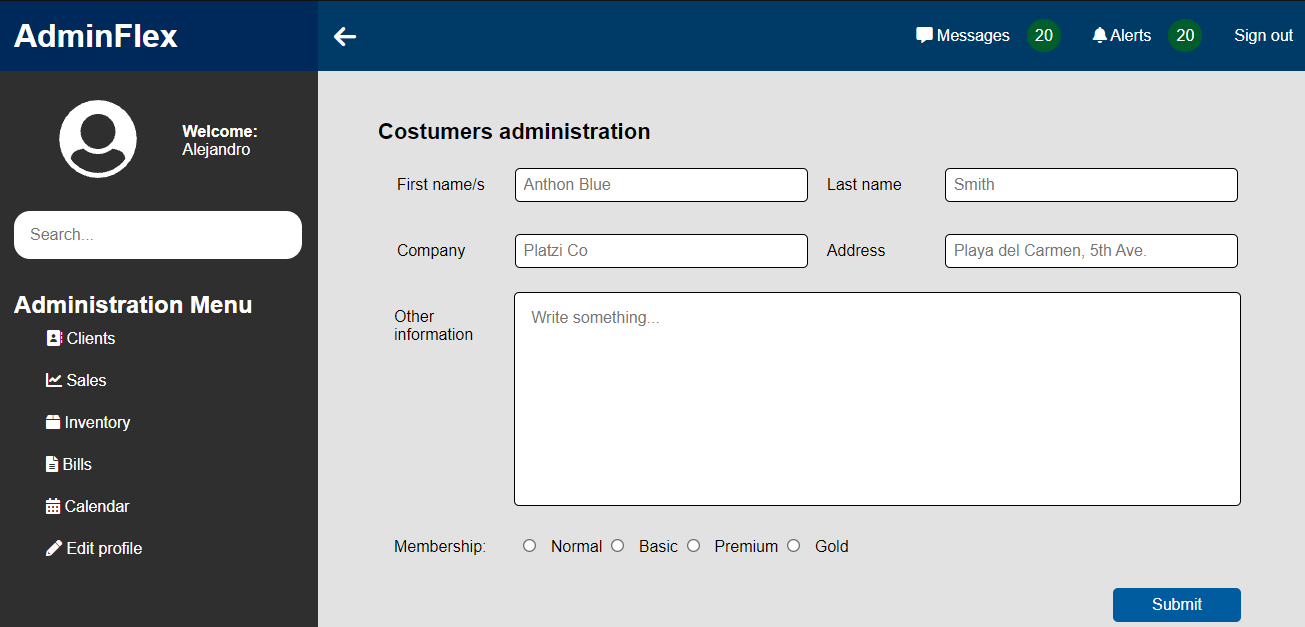 AdminFlex
Messages 20 Alerts 20 Sign out
Welcome:
Alejandro
Search...
Administration Menu
Clients
Sales
Inventory
Bills
Calendar
Edit profile
Costumers administration
First name/s Anthon Blue Last name Smith
Company Platzi Co Address Playa del Carmen, 5th Ave.
Other
information
Write something...
Membership: Normal Basic Premium Gold
Submit